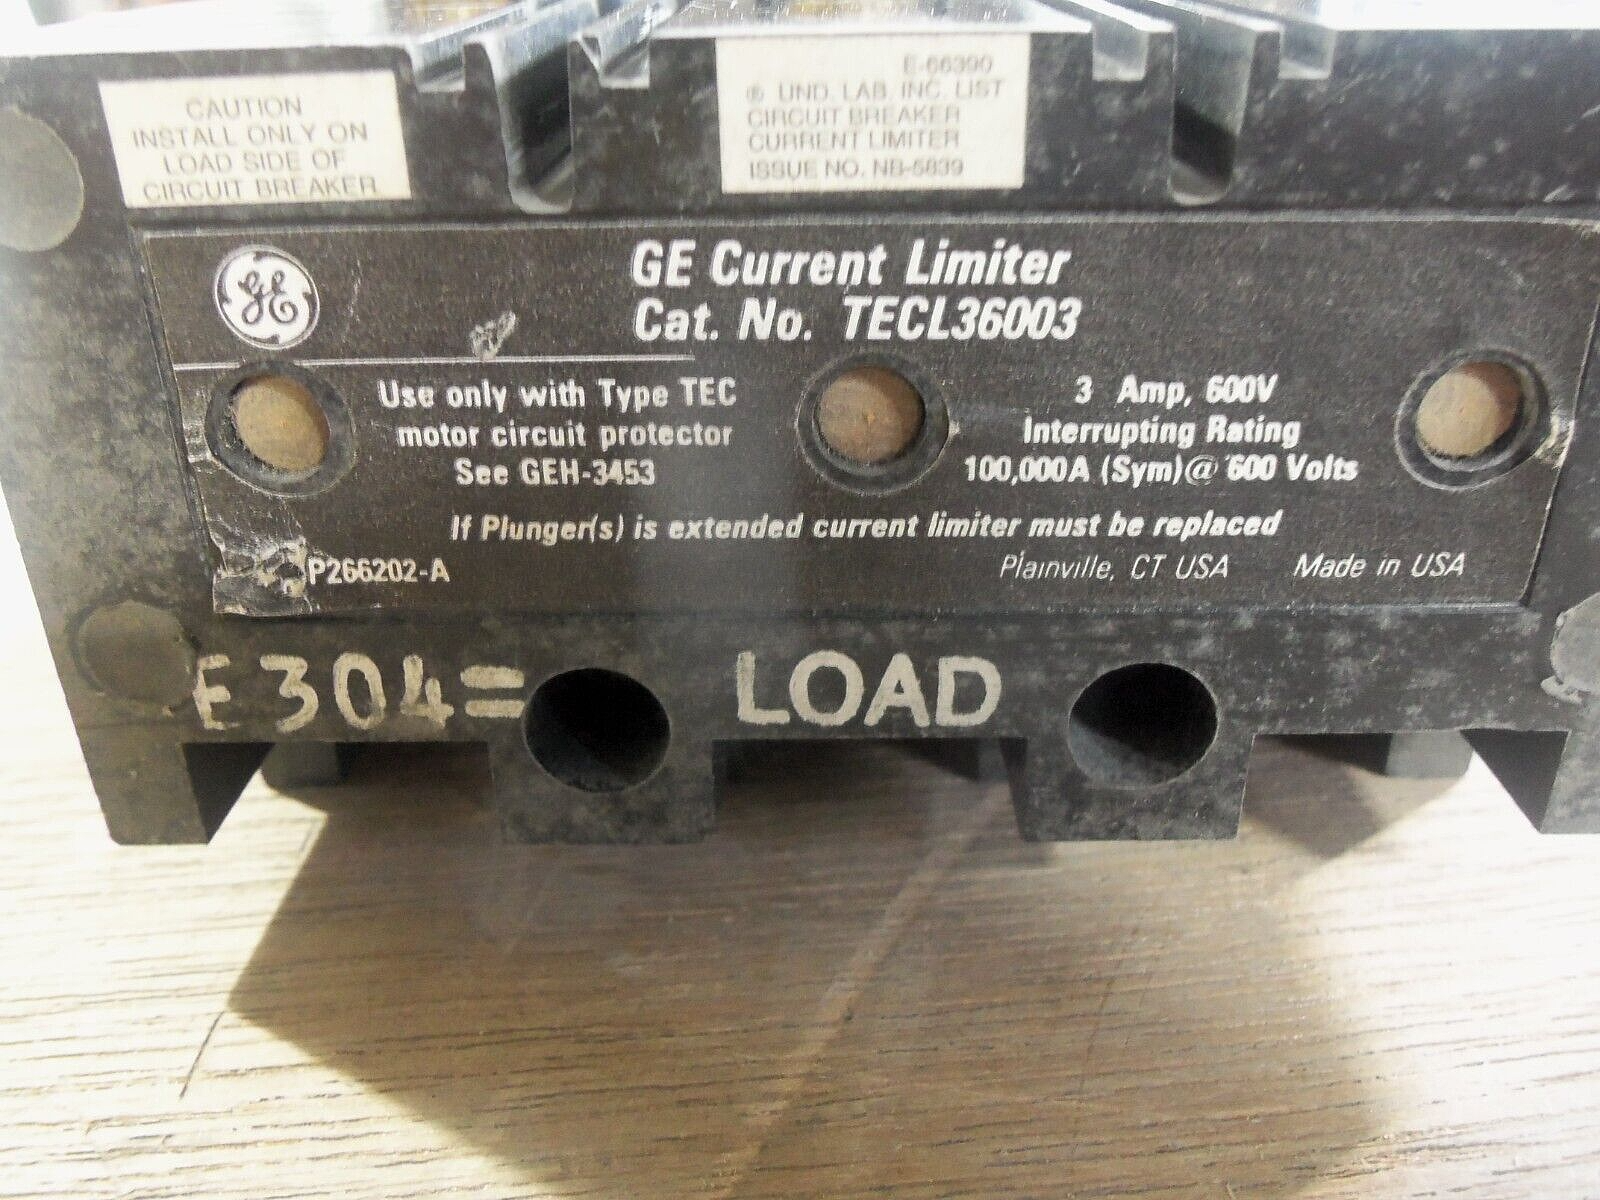 CAUTION
INSTALL ONLY ON
LOAD SIDE OF
CIRCUIT BREAKER
E-66390
® UND. LAB. INC. LIST
CIRCUIT BREAKER
CURRENT LIMITER
ISSUE NO. NB-5839
GE
GE Current Limiter
Cat. No. TECL36003
Use only with Type TEC
motor circuit protector
See GEH-3453
3 Amp, 600V
Interrupting Rating
100,000A (Sym)@ 600 Volts
If Plunger(s) is extended current limiter must be replaced
P266202-A
Plainville, CT USA Made in USA
E304=
LOAD